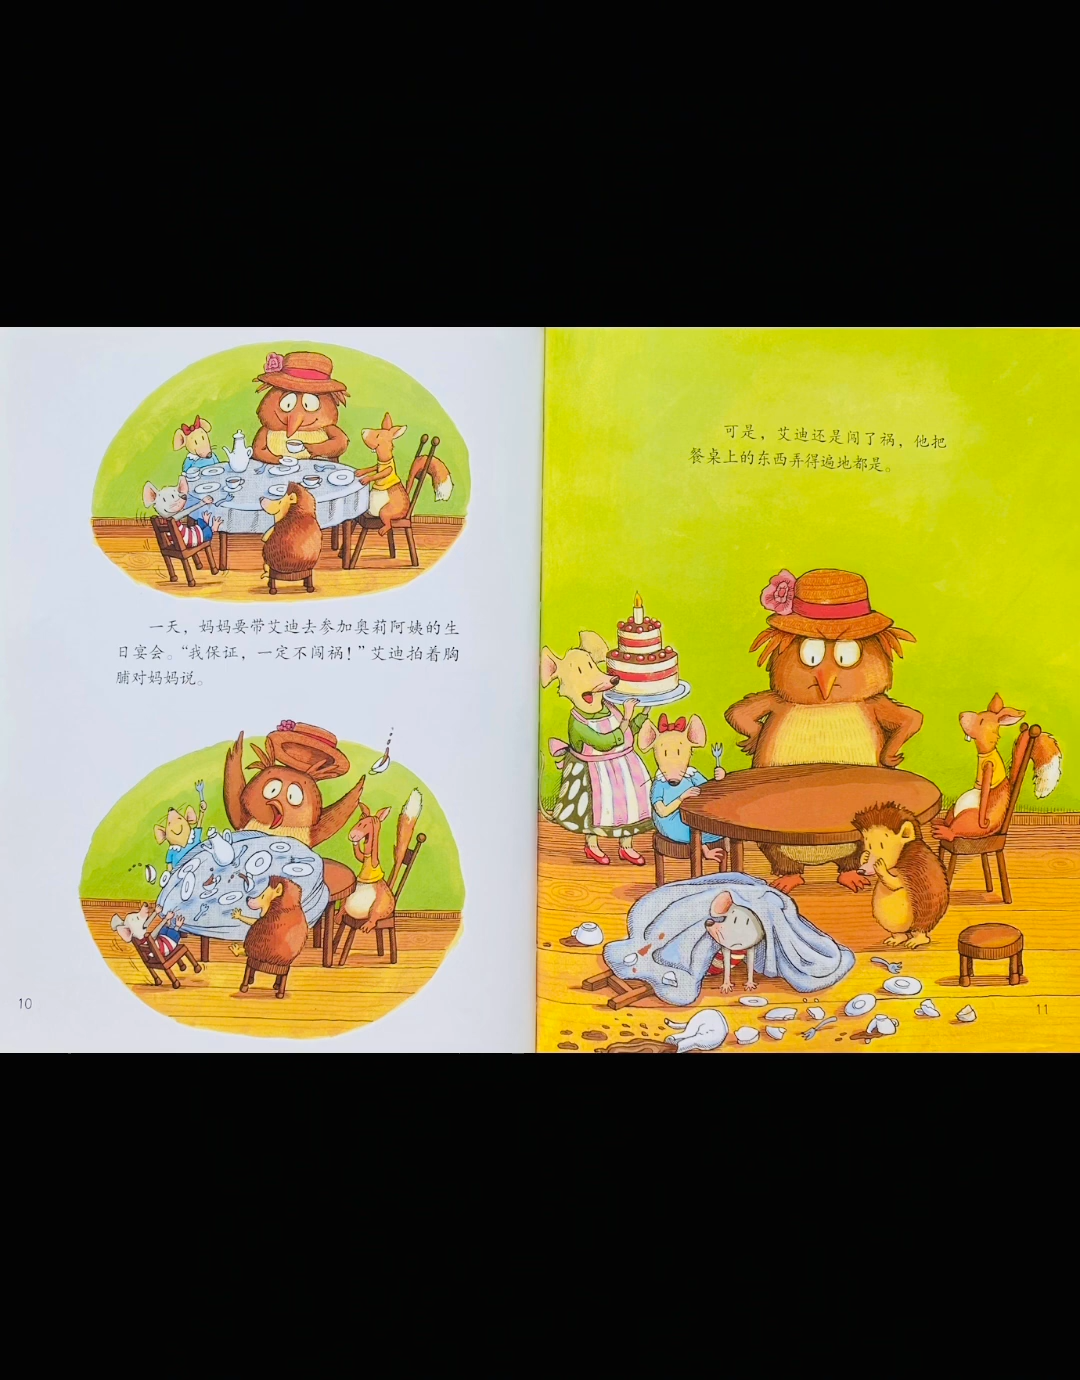 一天，妈妈要带艾迪去参加奥莉阿姨的生
日宴会。“我保证，一定不闯祸！”艾迪拍着胸
脯对妈妈说。
10
可是，艾迪还是闯了祸，他把
餐桌上的东西弄得遍地都是。
11